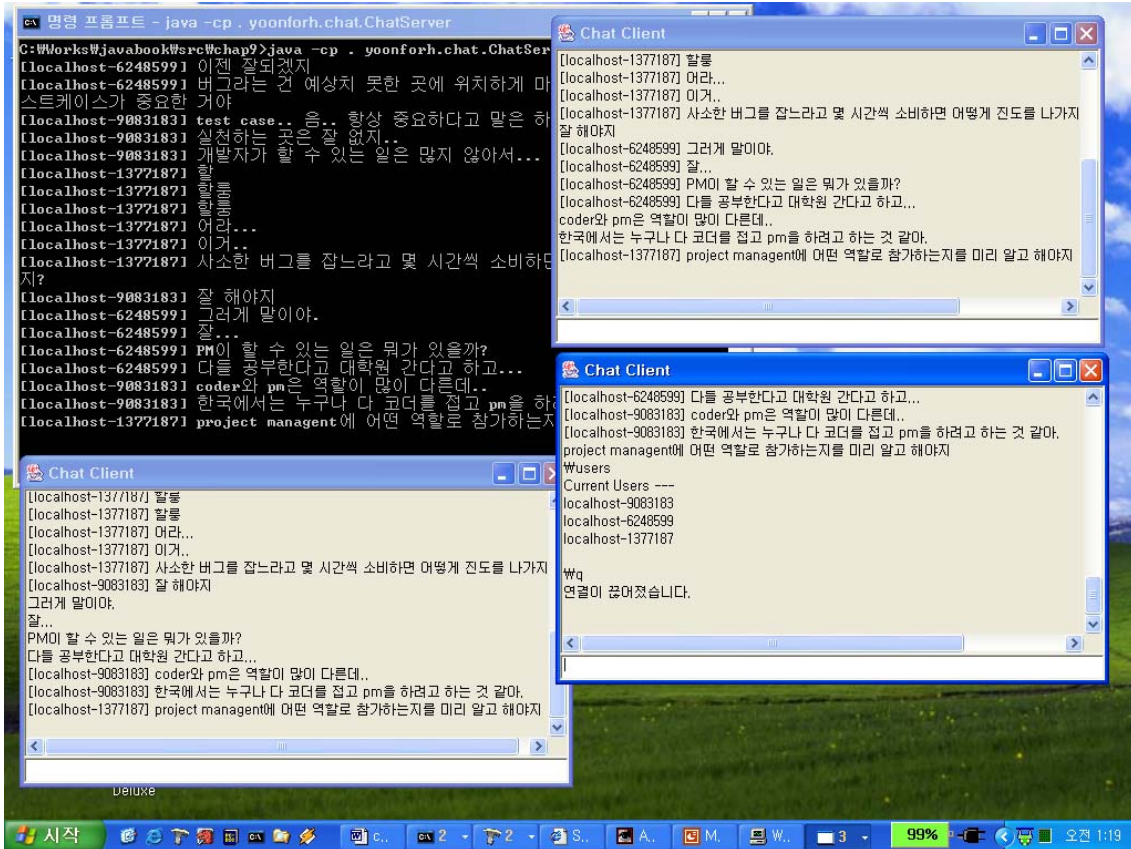 명령 프롬프트 - java -cp . yoonforh.chat.ChatServer
C:₩Works₩javabook₩src₩chap9>java -cp . yoonforh.chat.ChatSer
[localhost-6248599] 이젠 잘되겠지
[localhost-6248599] 버그라는 건 예상치 못한 곳에 위치하게 마
스트케이스가 중요한 거야
[localhost-9083183] test case.. 음.. 항상 중요하다고 말은 하
[localhost-9083183] 실천하는 곳은 잘 없지..
[localhost-9083183] 개발자가 할 수 있는 일은 많지 않아서...
[localhost-1377187] 할
[localhost-1377187] 할룽
[localhost-1377187] 할룽
[localhost-1377187] 어라...
[localhost-1377187] 이거..
[localhost-1377187] 사소한 버그를 잡느라고 몇 시간씩 소비하면
지?
[localhost-9083183] 잘 해야지
[localhost-6248599] 그러게 말이야.
[localhost-6248599] 잘...
[localhost-6248599] PM이 할 수 있는 일은 뭐가 있을까?
[localhost-6248599] 다들 공부한다고 대학원 간다고 하고...
[localhost-9083183] coder와 pm은 역할이 많이 다른데..
[localhost-9083183] 한국에서는 누구나 다 코더를 접고 pm을 하려
[localhost-1377187] project managent에 어떤 역할로 참가하는지
Chat Client
[localhost-1377187] 할룽
[localhost-1377187] 어라...
[localhost-1377187] 이거..
[localhost-1377187] 사소한 버그를 잡느라고 몇 시간씩 소비하면 어떻게 진도를 나가지
잘 해야지
[localhost-6248599] 그러게 말이야.
[localhost-6248599] 잘...
[localhost-6248599] PM이 할 수 있는 일은 뭐가 있을까?
[localhost-6248599] 다들 공부한다고 대학원 간다고 하고...
coder와 pm은 역할이 많이 다른데..
한국에서는 누구나 다 코더를 접고 pm을 하려고 하는 것 같아.
[localhost-1377187] project managent에 어떤 역할로 참가하는지를 미리 알고 해야지
Chat Client
[localhost-6248599] 다들 공부한다고 대학원 간다고 하고...
[localhost-9083183] coder와 pm은 역할이 많이 다른데..
[localhost-9083183] 한국에서는 누구나 다 코더를 접고 pm을 하려고 하는 것 같아.
project managent에 어떤 역할로 참가하는지를 미리 알고 해야지
₩users
Current Users ---
localhost-9083183
localhost-6248599
localhost-1377187
₩q
연결이 끊어졌습니다.
Chat Client
[localhost-1377187] 할룽
[localhost-1377187] 할룽
[localhost-1377187] 어라...
[localhost-1377187] 이거..
[localhost-1377187] 사소한 버그를 잡느라고 몇 시간씩 소비하면 어떻게 진도를 나가지
[localhost-9083183] 잘 해야지
그러게 말이야.
잘...
PM이 할 수 있는 일은 뭐가 있을까?
다들 공부한다고 대학원 간다고 하고...
[localhost-9083183] coder와 pm은 역할이 많이 다른데..
[localhost-9083183] 한국에서는 누구나 다 코더를 접고 pm을 하려고 하는 것 같아.
[localhost-1377187] project managent에 어떤 역할로 참가하는지를 미리 알고 해야지
Deluxe
시작 c.. 2 2 S.. A.. M.. W.. 3 99% 오전 1:19